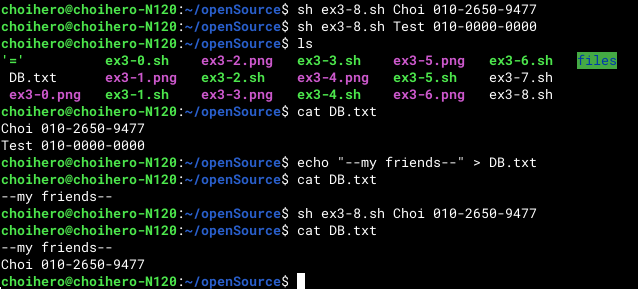 choihero@choihero-N120:~/openSource$ sh ex3-8.sh Choi 010-2650-9477
choihero@choihero-N120:~/openSource$ sh ex3-8.sh Test 010-0000-0000
choihero@choihero-N120:~/openSource$ ls
'=' ex3-0.sh ex3-2.png ex3-3.sh ex3-5.png ex3-6.sh files
DB.txt ex3-1.png ex3-2.sh ex3-4.png ex3-5.sh ex3-7.sh
ex3-0.png ex3-1.sh ex3-3.png ex3-4.sh ex3-6.png ex3-8.sh
choihero@choihero-N120:~/openSource$ cat DB.txt
Choi 010-2650-9477
Test 010-0000-0000
choihero@choihero-N120:~/openSource$ echo "--my friends--" > DB.txt
choihero@choihero-N120:~/openSource$ cat DB.txt
--my friends--
choihero@choihero-N120:~/openSource$ sh ex3-8.sh Choi 010-2650-9477
choihero@choihero-N120:~/openSource$ cat DB.txt
--my friends--
Choi 010-2650-9477
choihero@choihero-N120:~/openSource$